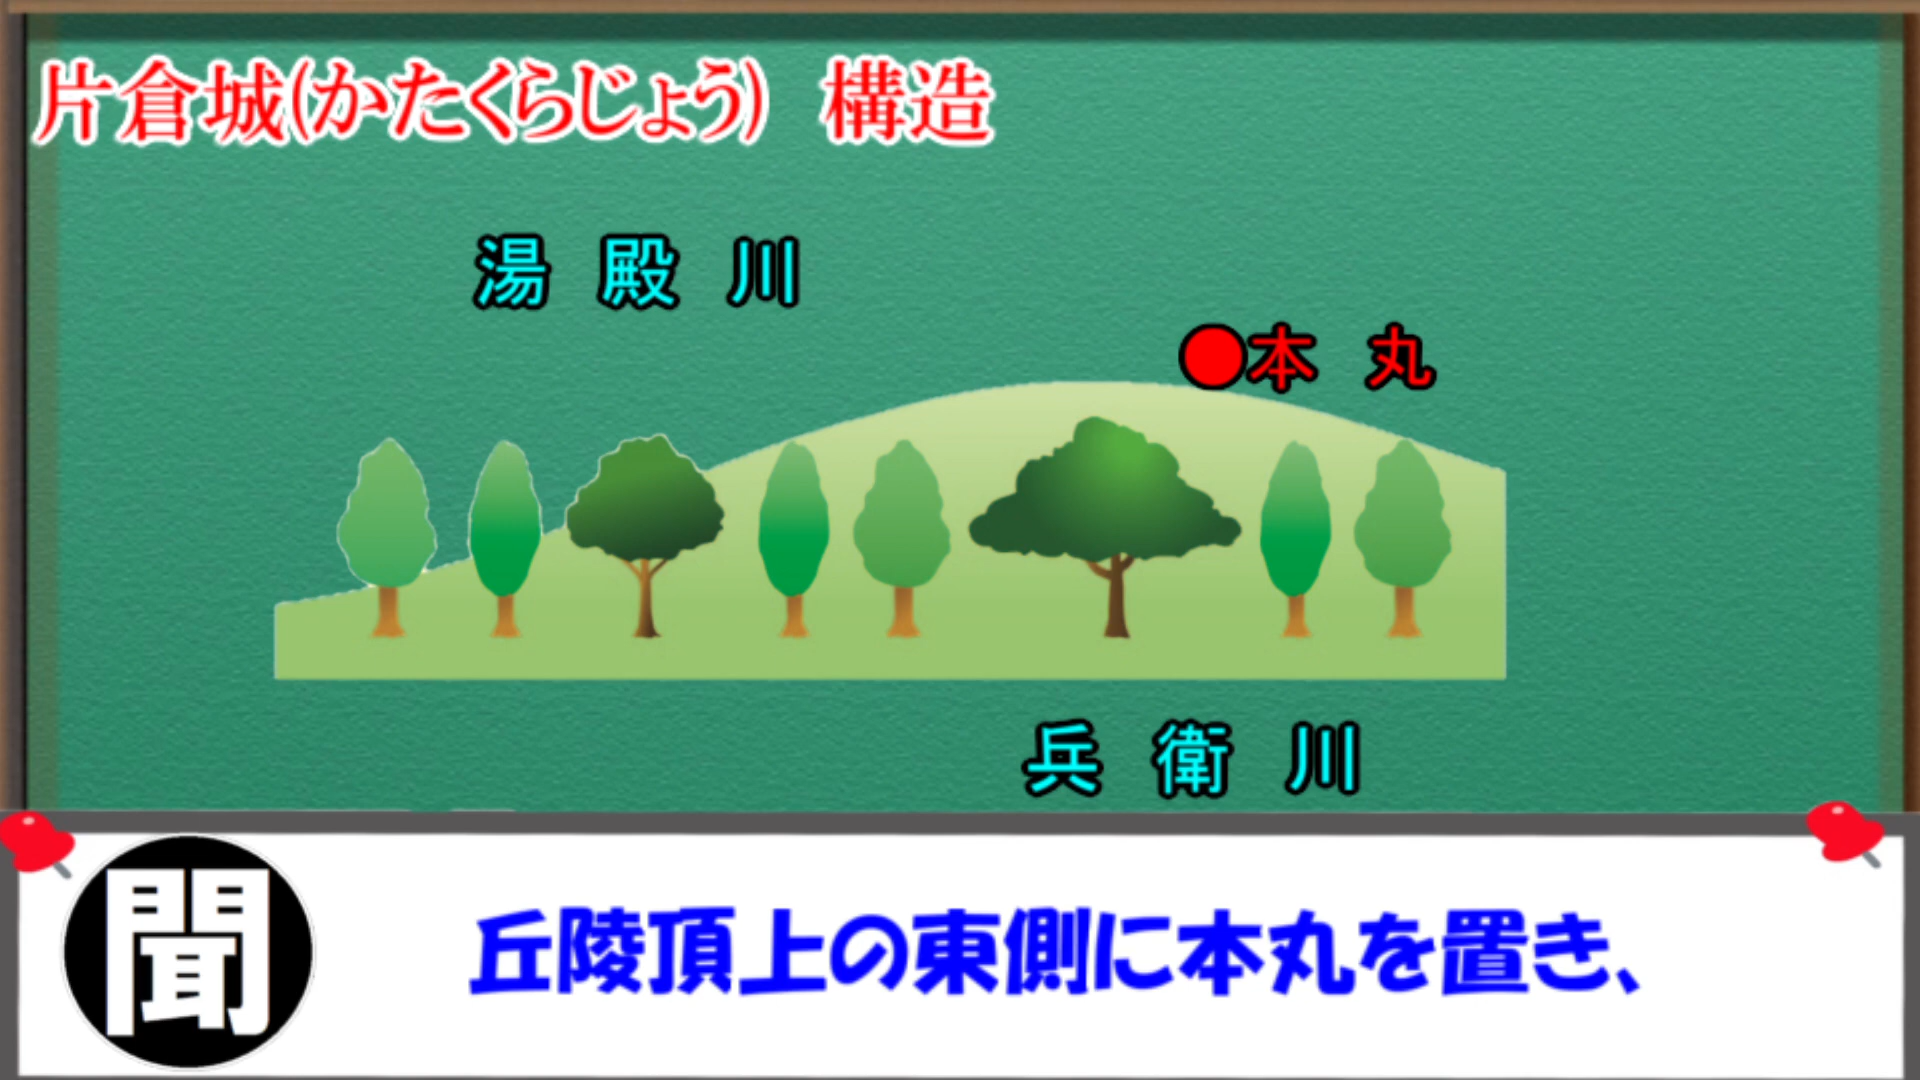 片倉城(かたくらじょう) 構造
湯殿川
●本丸
兵衛川
聞
丘陵頂上の東側に本丸を置き、